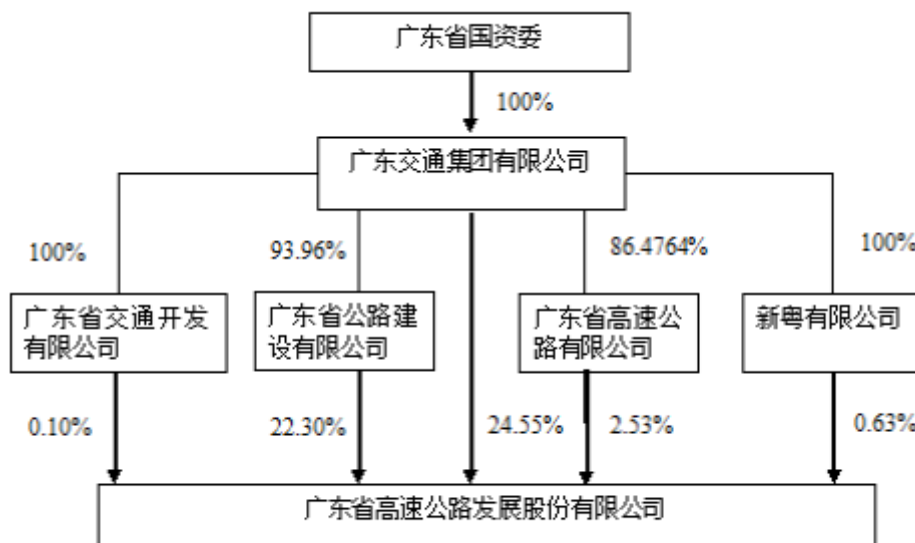 广东省国资委
100%
广东交通集团有限公司
100%
93.96%
86.4764%
100%
广东省交通开发
有限公司
广东省公路建
设有限公司
广东省高速公
路有限公司
新粤有限公司
0.10%
22.30%
24.55%
2.53%
0.63%
广东省高速公路发展股份有限公司